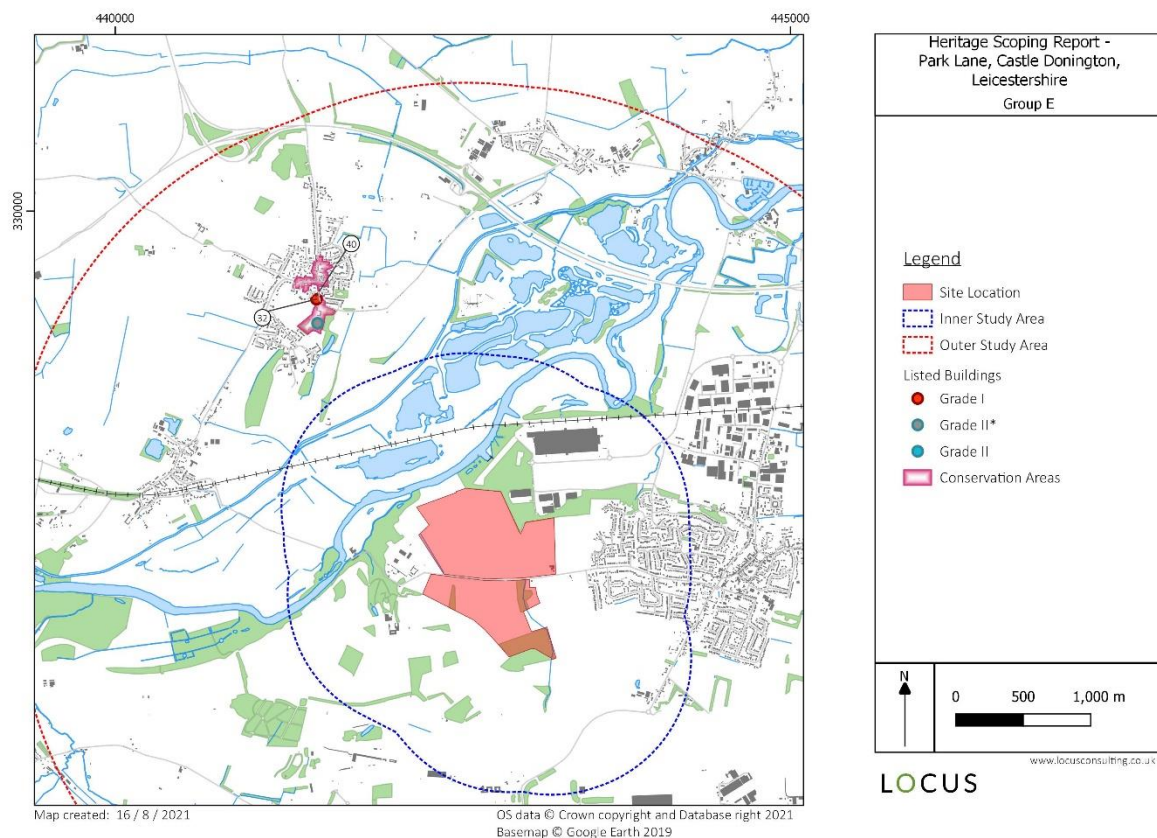 440000
445000
330000
40
32
Map created: 16 / 8 / 2021
OS data © Crown copyright and Database right 2021
Basemap © Google Earth 2019
Heritage Scoping Report -
Park Lane, Castle Donington,
Leicestershire
Group E
Legend
Site Location
Inner Study Area
Outer Study Area
Listed Buildings
Grade I
Grade II*
Grade II
Conservation Areas
N
0 500 1,000 m
www.locusconsulting.co.uk
LOCUS